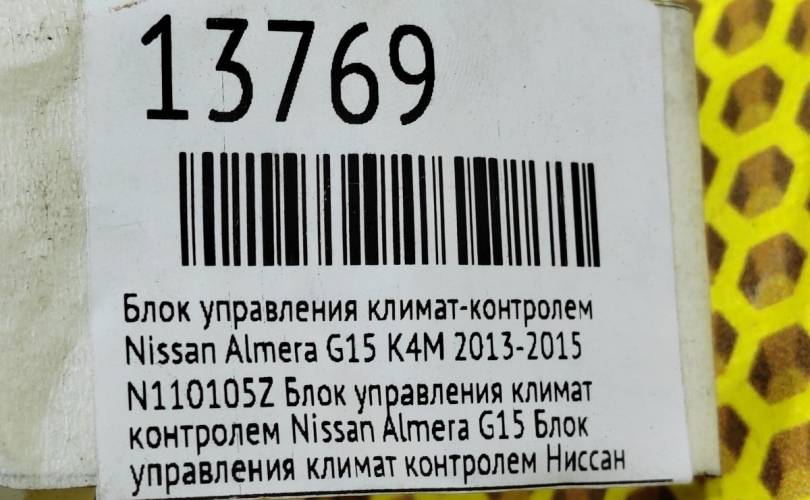 13769
Блок управления климат-контролем
Nissan Almera G15 K4M 2013-2015
N110105Z Блок управления климат
контролем Nissan Almera G15 Блок
управления климат контролем Ниссан